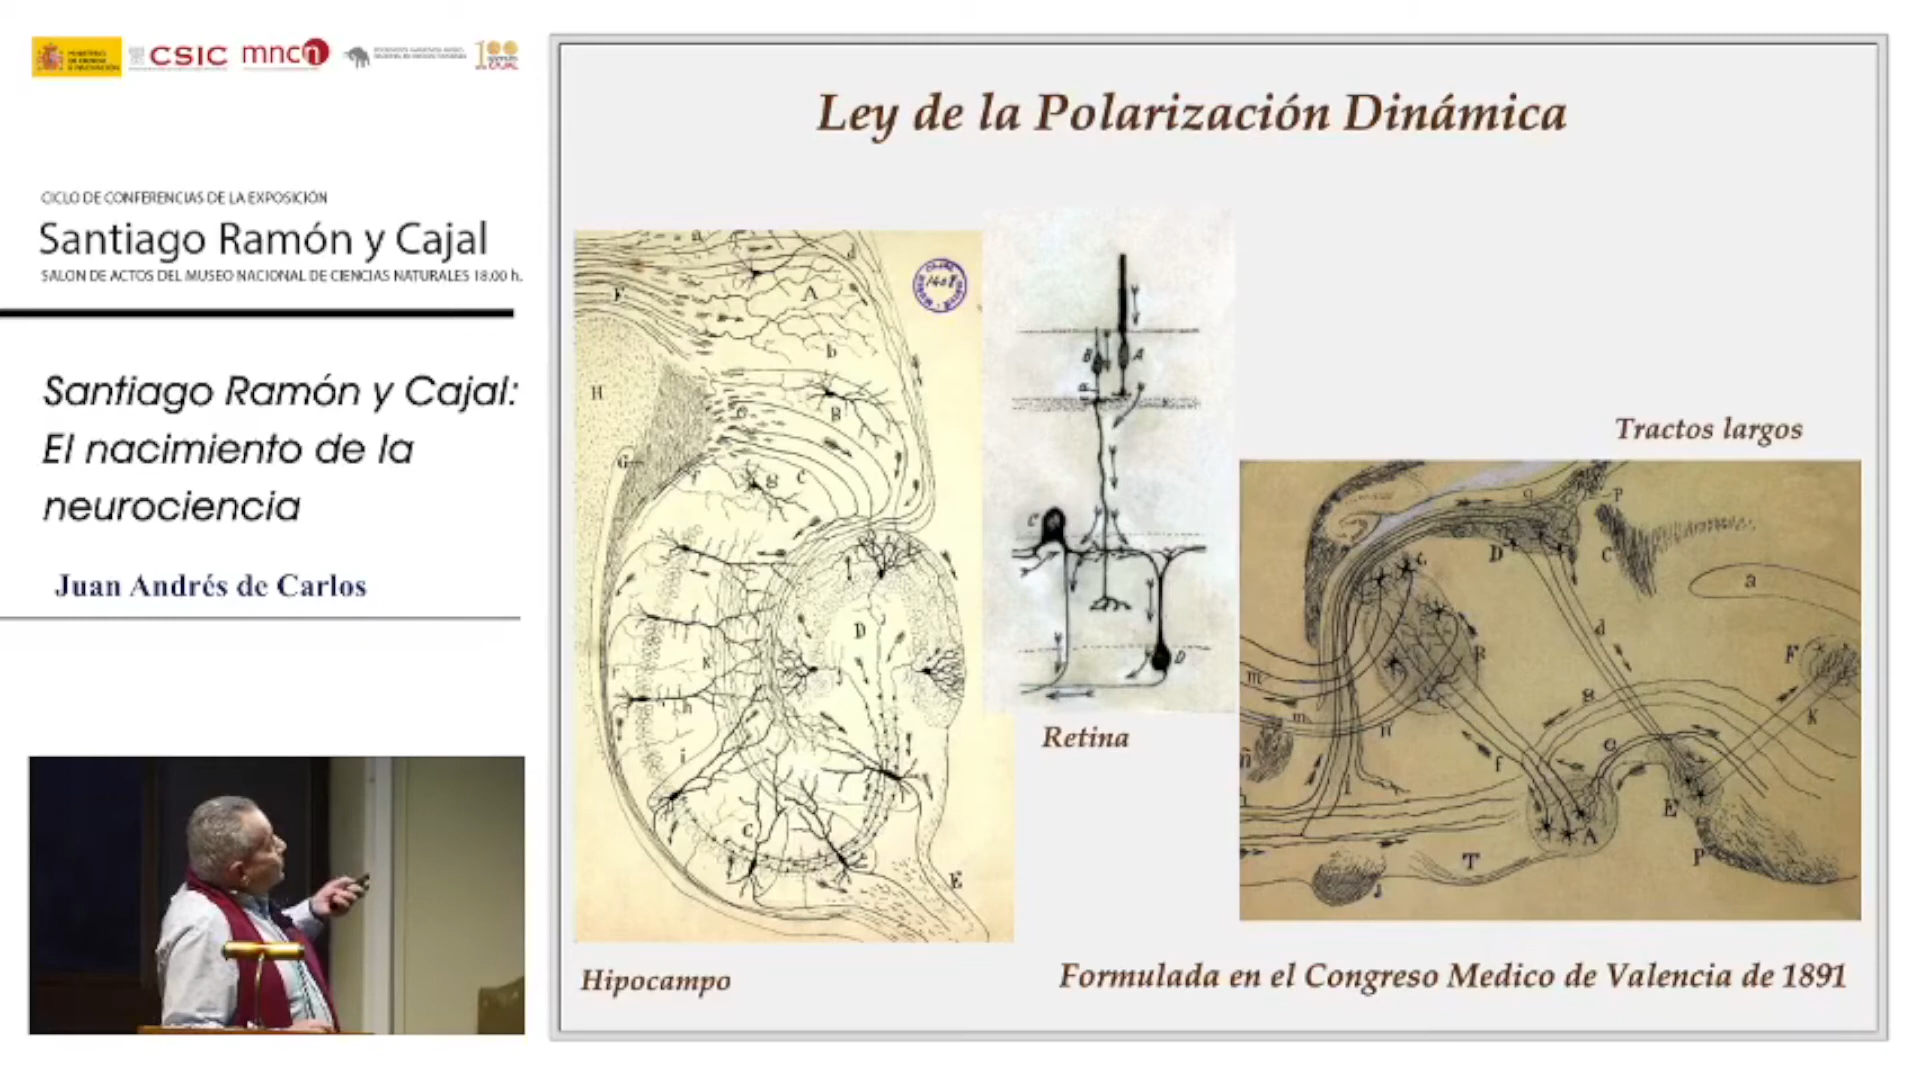 CSIC
mncn
CICLO DE CONFERENCIAS DE LA EXPOSICIÓN
Santiago Ramón y Cajal
SALON DE ACTOS DEL MUSEO NACIONAL DE CIENCIAS NATURALES 18.00 h.
Santiago Ramón y Cajal:
El nacimiento de la
neurociencia
Juan Andrés de Carlos
Ley de la Polarización Dinámica
Tractos largos
Retina
Hipocampo
Formulada en el Congreso Medico de Valencia de 1891